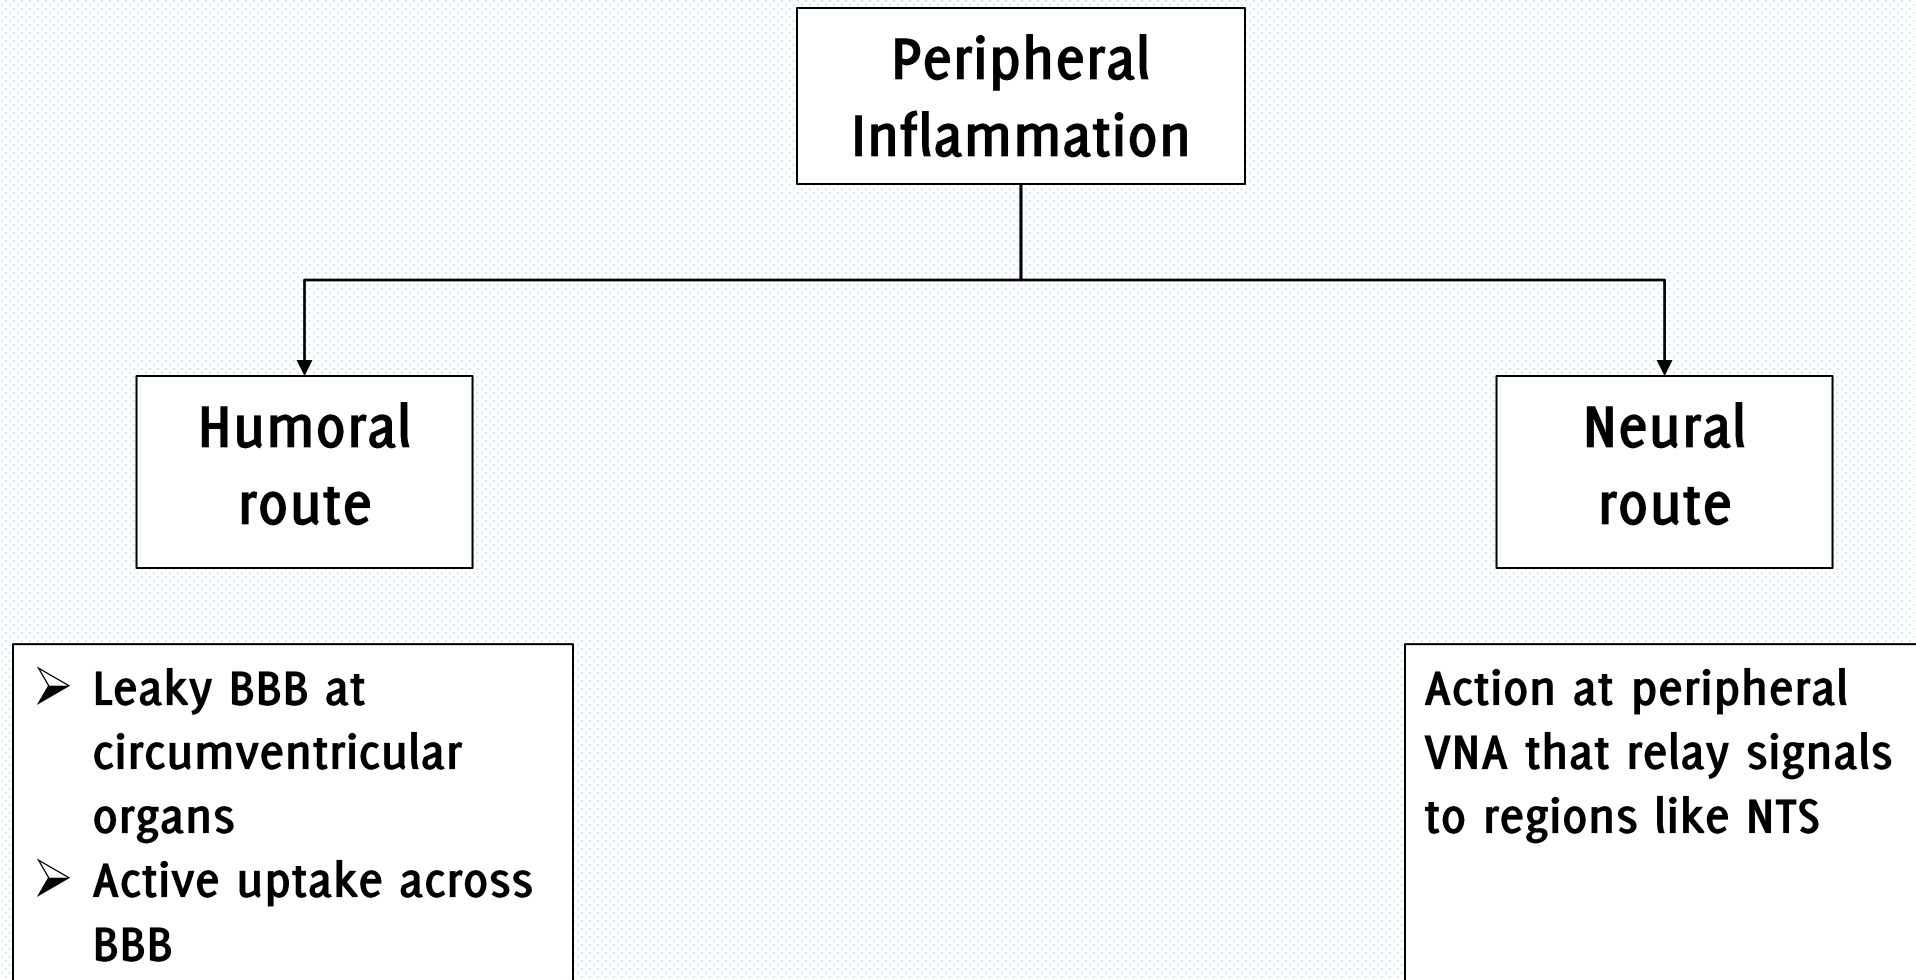 Peripheral
Inflammation
Humoral
route
Neural
route
➢ Leaky BBB at
circumventricular
organs
➢ Active uptake across
BBB
Action at peripheral
VNA that relay signals
to regions like NTS